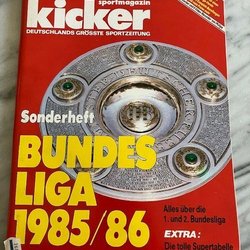 sportmagazin
kicker
DEUTSCHLANDS GRÖSSTE SPORTZEITUNG
Sonderheft
BUNDES
LIGA
1985/86
Alles über die
1. und 2. Bundesliga
EXTRA:
Die tolle Supertabelle